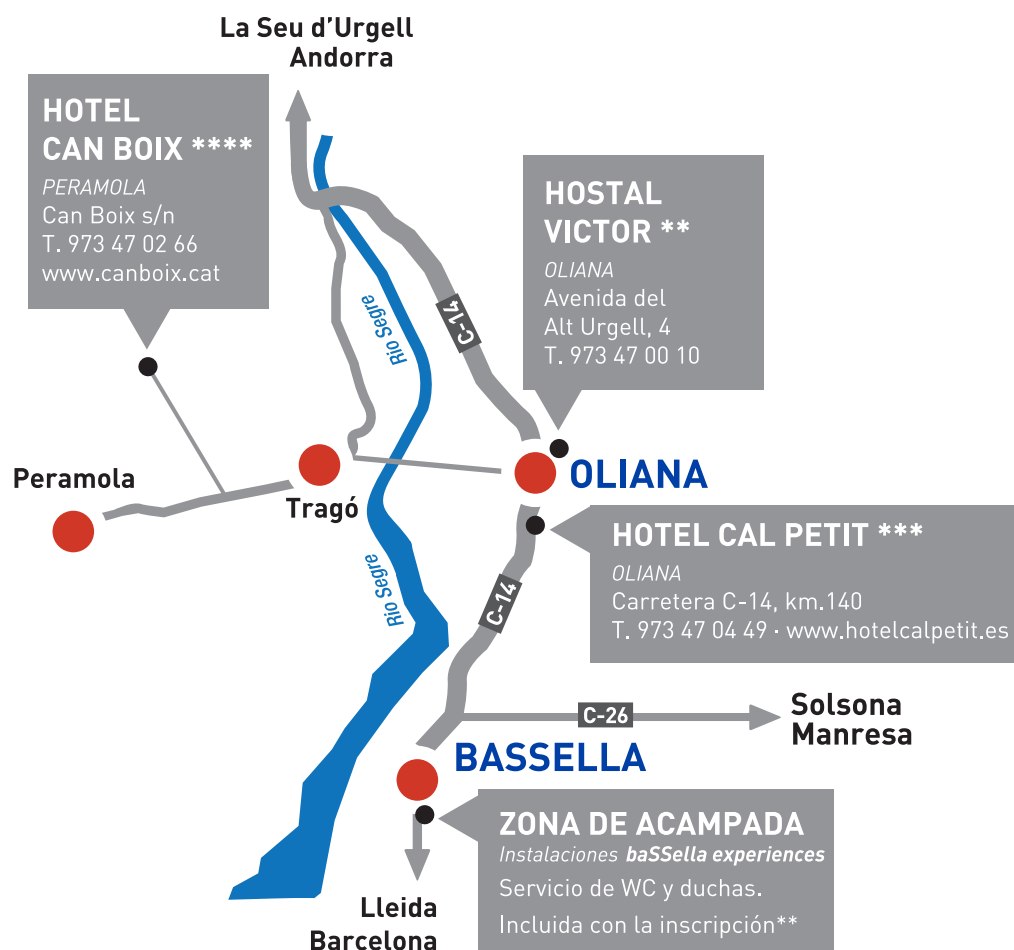 La Seu d'Urgell
Andorra
HOTEL
CAN BOIX ****
PERAMOLA
Can Boix s/n
T. 973 47 02 66
www.canboix.cat
HOSTAL
VICTOR **
OLIANA
Avenida del
Alt Urgell, 4
T. 973 47 00 10
C-14
Rio Segre
Peramola
Tragó
OLIANA
HOTEL CAL PETIT ***
OLIANA
Carretera C-14, km.140
T. 973 47 04 49 · www.hotelcalpetit.es
Rio Segre
C-14
C-26
Solsona
Manresa
BASSELLA
ZONA DE ACAMPADA
Instalaciones baSSella experiences
Servicio de WC y duchas.
Incluida con la inscripción**
Lleida
Barcelona